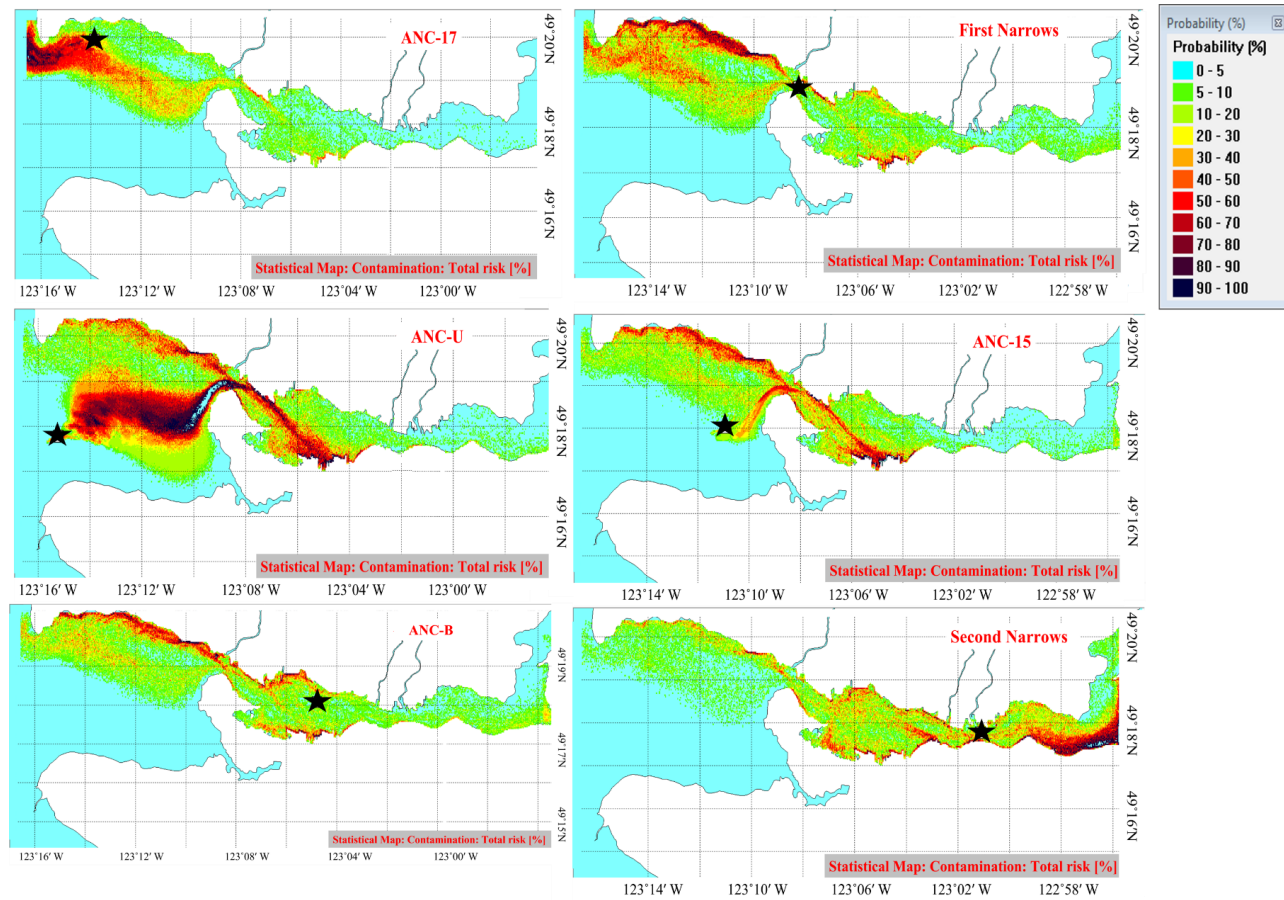 ANC-17
49°20'N
49°18'N
49°16'N
Statistical Map: Contamination: Total risk [%]
123°16' W 123°12' W 123°08' W 123°04' W 123°00' W
First Narrows
49°20'N
49°18'N
49°16'N
Statistical Map: Contamination: Total risk [%]
123°14' W 123°10' W 123°06' W 123°02' W 122°58' W
Probability (%)
Probability (%)
0 - 5
5 - 10
10 - 20
20 - 30
30 - 40
40 - 50
50 - 60
60 - 70
70 - 80
80 - 90
90 - 100
ANC-U
49°20'N
49°18'N
49°16'N
Statistical Map: Contamination: Total risk [%]
123°16' W 123°12' W 123°08' W 123°04' W 123°00' W
ANC-15
49°20'N
49°18'N
49°16'N
Statistical Map: Contamination: Total risk [%]
123°14' W 123°10' W 123°06' W 123°02' W 122°58' W
ANC-B
49°19'N
49°17'N
49°15'N
Statistical Map: Contamination: Total risk [%]
123°16' W 123°12' W 123°08' W 123°04' W 123°00' W
Second Narrows
49°20'N
49°18'N
49°16'N
Statistical Map: Contamination: Total risk [%]
123°14' W 123°10' W 123°06' W 123°02' W 122°58' W